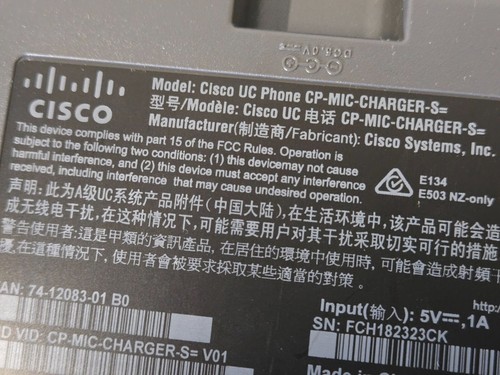 DC5.0V
CISCO
Model: Cisco UC Phone CP-MIC-CHARGER-S=
型号/Modèle: Cisco UC 电话 CP-MIC-CHARGER-S=
Manufacturer(制造商/Fabricant): Cisco Systems, Inc.
This device complies with part 15 of the FCC Rules. Operation is
subject to the following two conditions: (1) this device may not cause
harmful interference, and (2) this device must accept any interference
received, including interference that may cause undesired operation.
E134
E503 NZ-only
声明: 此为A级UC系统产品附件(中国大陆), 在生活环境中, 该产品可能会造
成无线电干扰, 在这种情况下, 可能需要用户对其干扰采取切实可行的措施
警告使用者: 這是甲類的資訊產品, 在居住的環境中使用時, 可能會造成射頻干
擾, 在這種情況下, 使用者會被要求採取某些適當的對策。
AN: 74-12083-01 B0
Input(输入): 5V⎓, 1A
SN: FCH182323CK
D VID: CP-MIC-CHARGER-S= V01